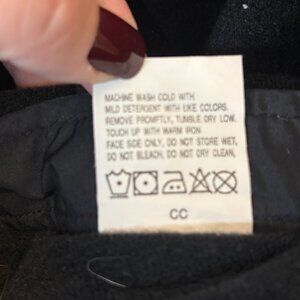 MACHINE WASH COLD WITH
MILD DETERGENT WITH LIKE COLORS.
REMOVE PROMPTLY, TUMBLE DRY LOW.
TOUCH UP WITH WARM IRON
FACE SIDE ONLY, DO NOT STORE WET,
DO NOT BLEACH, DO NOT DRY CLEAN,
CC